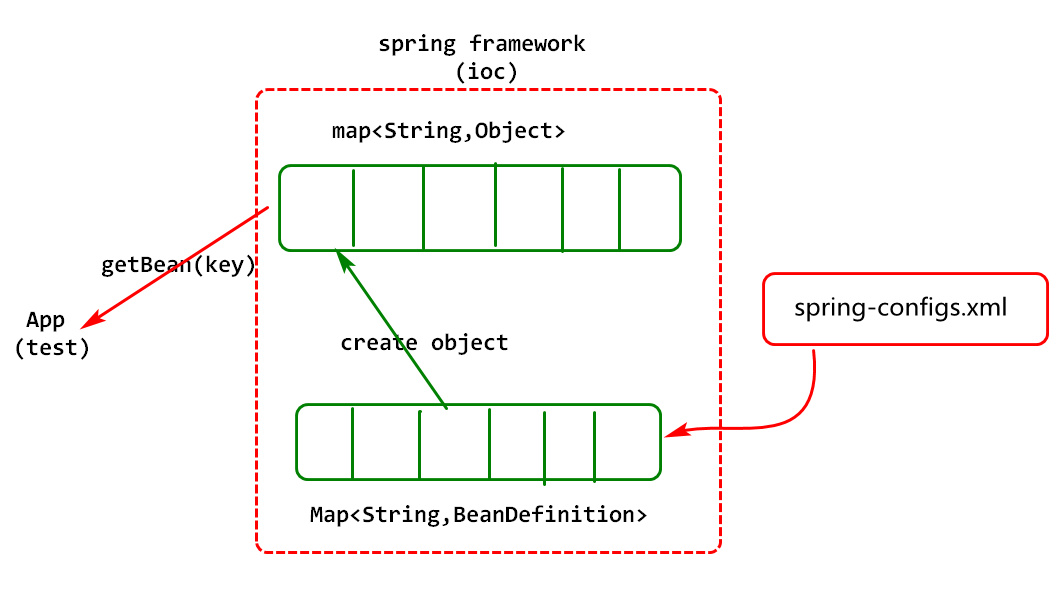 spring framework
(ioc)
map<String,Object>
getBean(key)
App
(test)
create object
spring-configs.xml
Map<String,BeanDefinition>